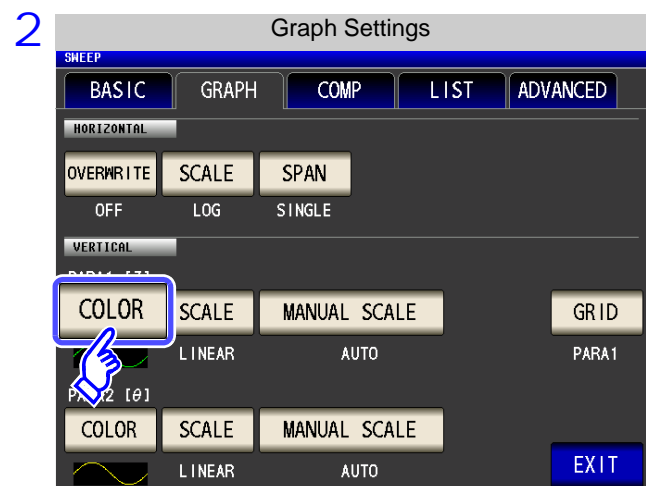 2
Graph Settings
SWEEP
BASIC GRAPH COMP LIST ADVANCED
HORIZONTAL
OVERWRITE SCALE SPAN
OFF LOG SINGLE
VERTICAL
COLOR SCALE MANUAL SCALE GRID
LINEAR AUTO PARA1
[θ]
COLOR SCALE MANUAL SCALE
LINEAR AUTO EXIT